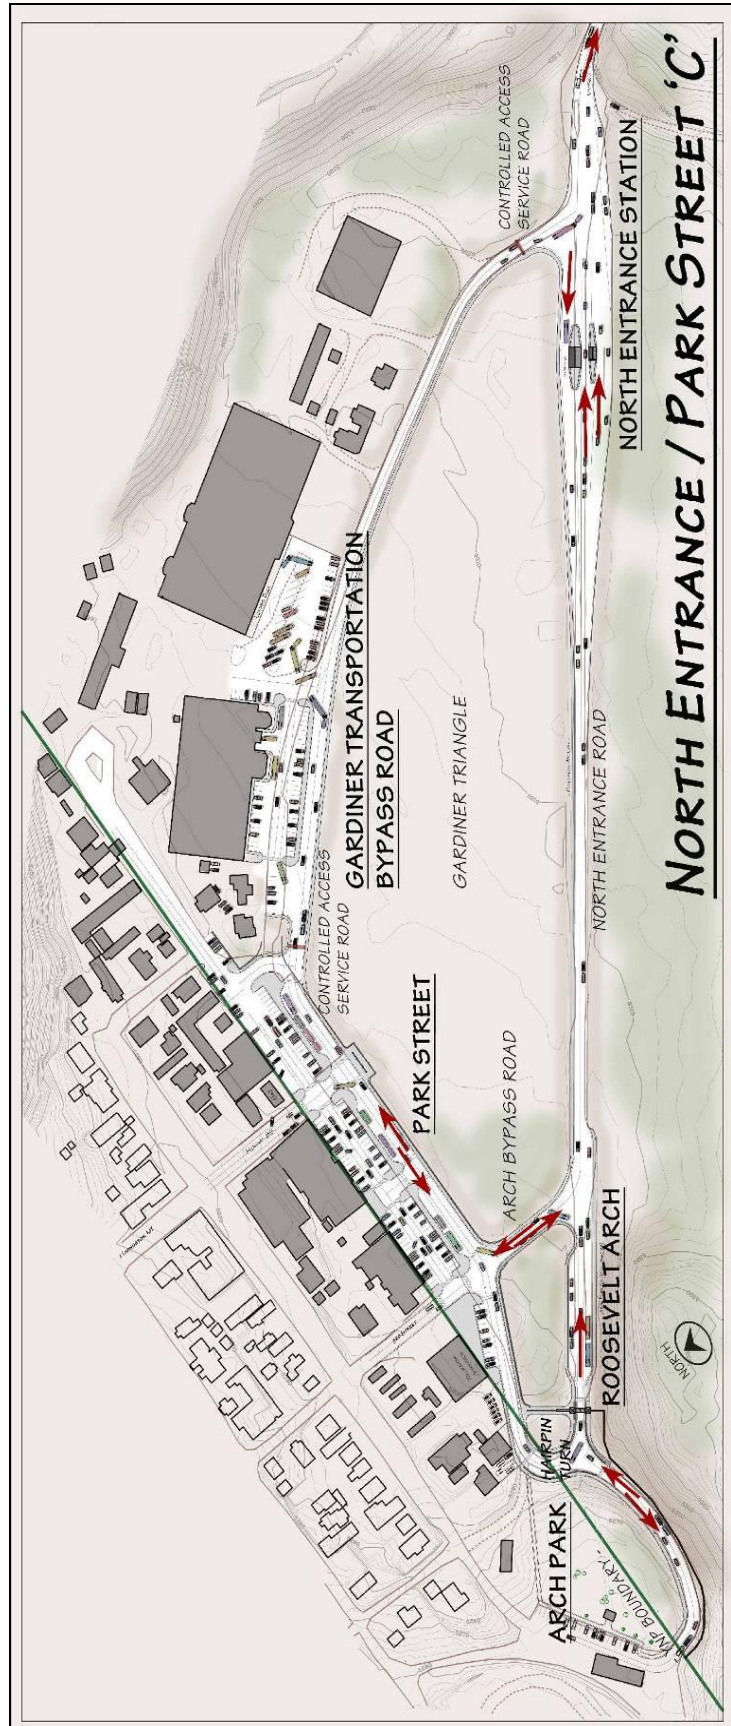 NORTH ENTRANCE / PARK STREET 'C'
CONTROLLED ACCESS
SERVICE ROAD
NORTH ENTRANCE STATION
GARDINER TRANSPORTATION
BYPASS ROAD
GARDINER TRIANGLE
NORTH ENTRANCE ROAD
CONTROLLED ACCESS
SERVICE ROAD
PARK STREET
ARCH BYPASS ROAD
ROOSEVELT ARCH
NORTH
HAIRPIN
TURN
ARCH PARK
YNP BOUNDARY